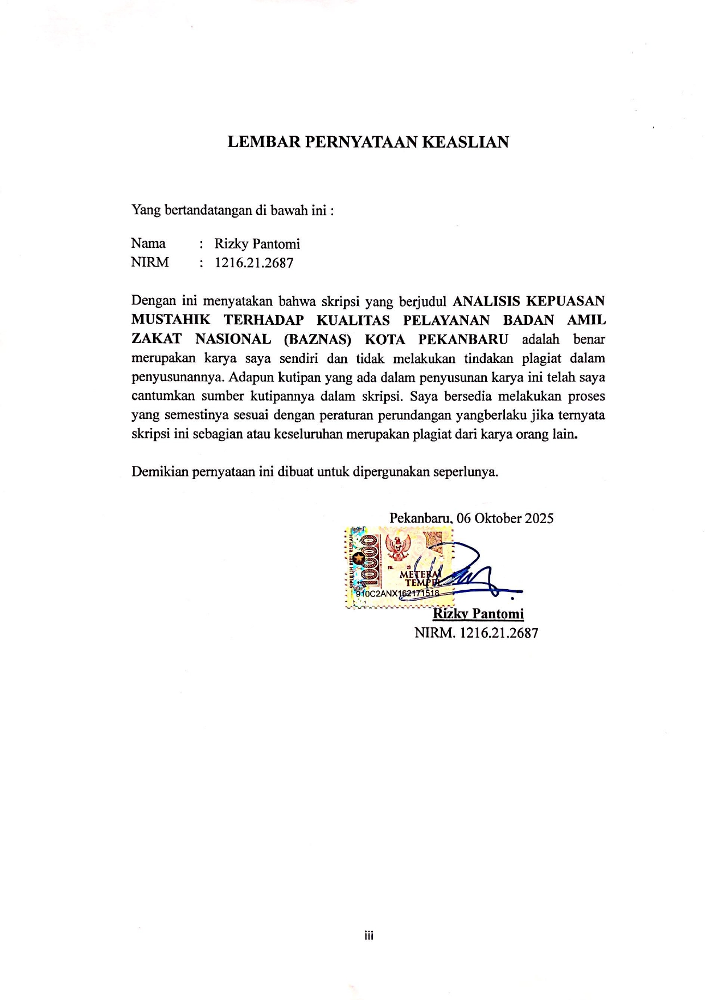 LEMBAR PERNYATAAN KEASLIAN
Yang bertandatangan di bawah ini :
Nama : Rizky Pantomi
NIRM : 1216.21.2687
Dengan ini menyatakan bahwa skripsi yang berjudul ANALISIS KEPUASAN
MUSTAHIK TERHADAP KUALITAS PELAYANAN BADAN AMIL
ZAKAT NASIONAL (BAZNAS) KOTA PEKANBARU adalah benar
merupakan karya saya sendiri dan tidak melakukan tindakan plagiat dalam
penyusunannya. Adapun kutipan yang ada dalam penyusunan karya ini telah saya
cantumkan sumber kutipannya dalam skripsi. Saya bersedia melakukan proses
yang semestinya sesuai dengan peraturan perundangan yangberlaku jika ternyata
skripsi ini sebagian atau keseluruhan merupakan plagiat dari karya orang lain.
Demikian pernyataan ini dibuat untuk dipergunakan seperlunya.
Pekanbaru, 06 Oktober 2025
SEPULUH RIBU RUPIAH
10000
TGL. 20
METERAI
TEMPEL
910C2ANX162171518
Rizky Pantomi
NIRM. 1216.21.2687
iii